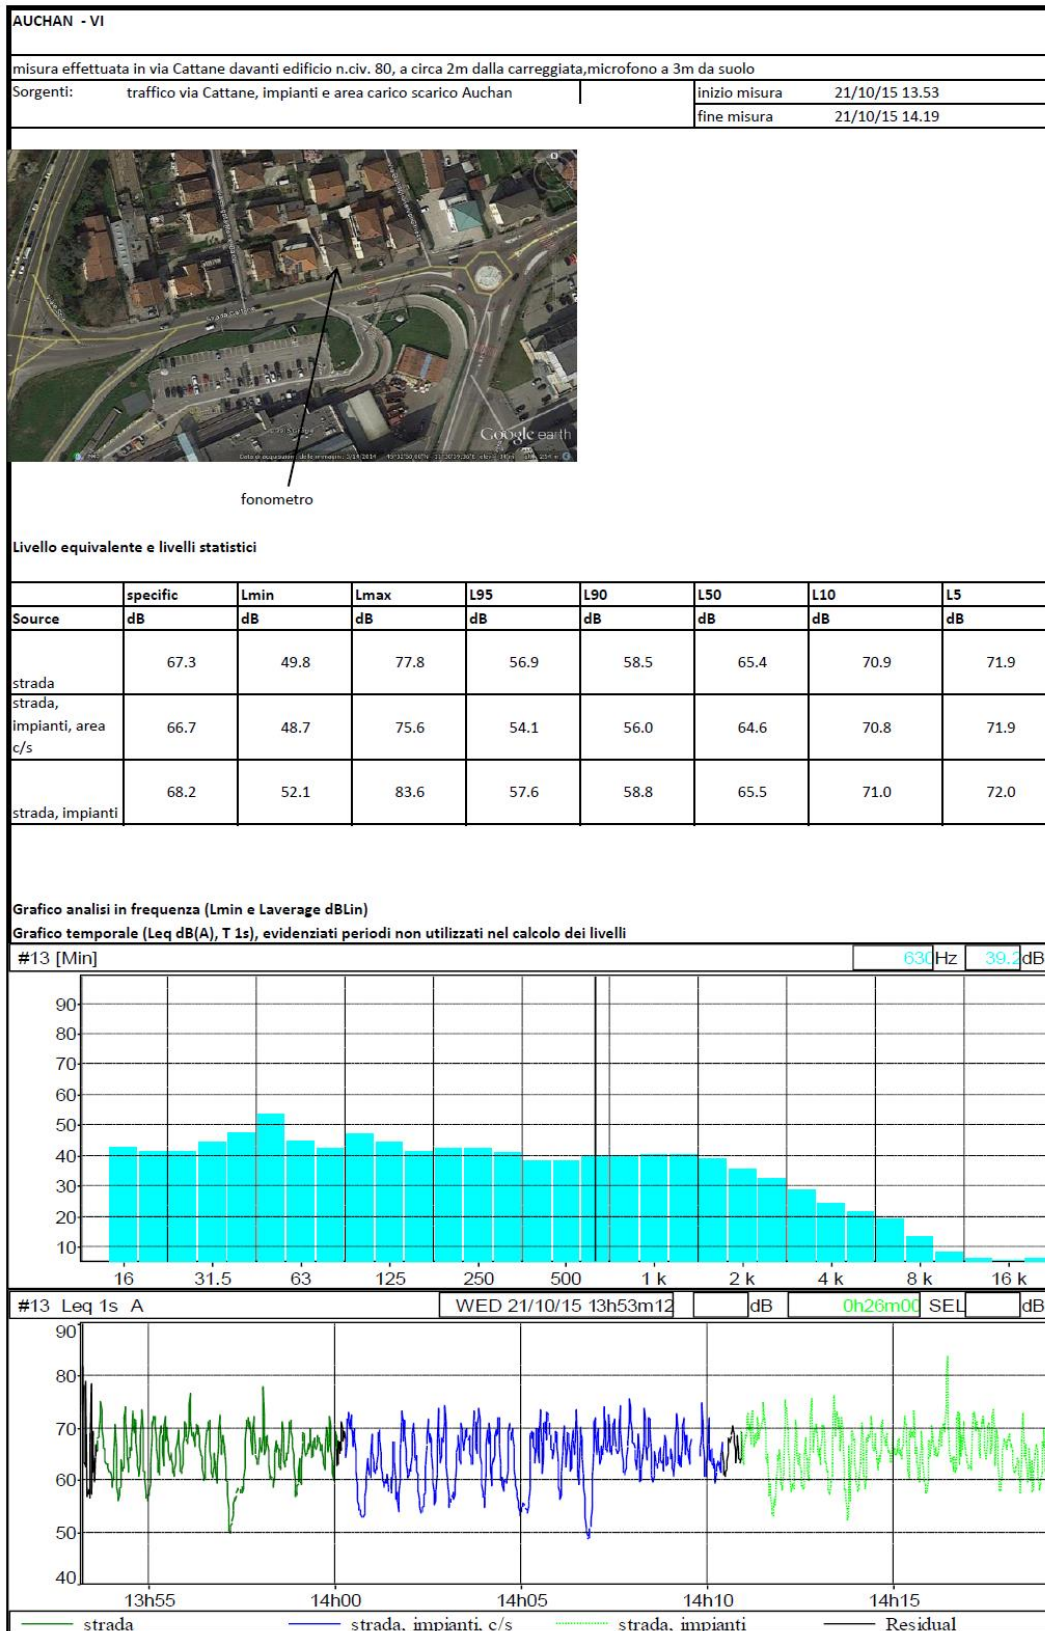 AUCHAN - VI
misura effettuata in via Cattane davanti edificio n.civ. 80, a circa 2m dalla carreggiata,microfono a 3m da suolo
Sorgenti: traffico via Cattane, impianti e area carico scarico Auchan inizio misura 21/10/15 13.53
fine misura 21/10/15 14.19
Google earth
fonometro
Livello equivalente e livelli statistici
specific Lmin Lmax L95 L90 L50 L10 L5
Source dB dB dB dB dB dB dB dB
strada 67.3 49.8 77.8 56.9 58.5 65.4 70.9 71.9
strada,
impianti, area 66.7 48.7 75.6 54.1 56.0 64.6 70.8 71.9
c/s
strada, impianti 68.2 52.1 83.6 57.6 58.8 65.5 71.0 72.0
Grafico analisi in frequenza (Lmin e Laverage dBLin)
Grafico temporale (Leq dB(A), T 1s), evidenziati periodi non utilizzati nel calcolo dei livelli
#13 [Min] 630 Hz 39.2 dB
90
80
70
60
50
40
30
20
10
16 31.5 63 125 250 500 1 k 2 k 4 k 8 k 16 k
#13 Leq 1s A WED 21/10/15 13h53m12 dB 0h26m00 SEL dB
90
80
70
60
50
40
13h55 14h00 14h05 14h10 14h15
strada strada, impianti, c/s strada, impianti Residual